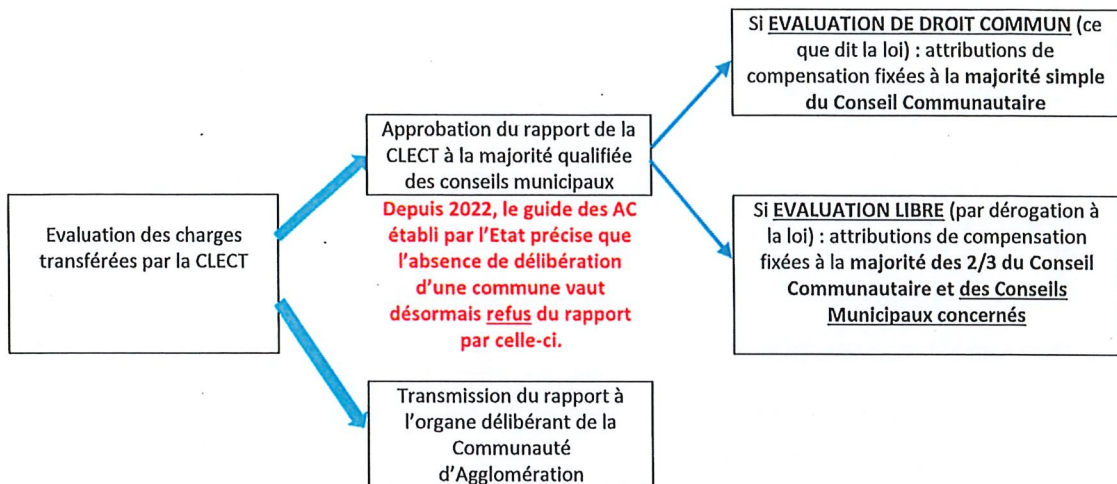 Evaluation des charges
transférées par la CLECT
Approbation du rapport de la
CLECT à la majorité qualifiée
des conseils municipaux
Depuis 2022, le guide des AC
établi par l'Etat précise que
l'absence de délibération
d'une commune vaut
désormais refus du rapport
par celle-ci.
Transmission du rapport à
l'organe délibérant de la
Communauté
d'Agglomération
Si EVALUATION DE DROIT COMMUN (ce
que dit la loi) : attributions de
compensation fixées à la majorité simple
du Conseil Communautaire
Si EVALUATION LIBRE (par dérogation à
la loi) : attributions de compensation
fixées à la majorité des 2/3 du Conseil
Communautaire et des Conseils
Municipaux concernés